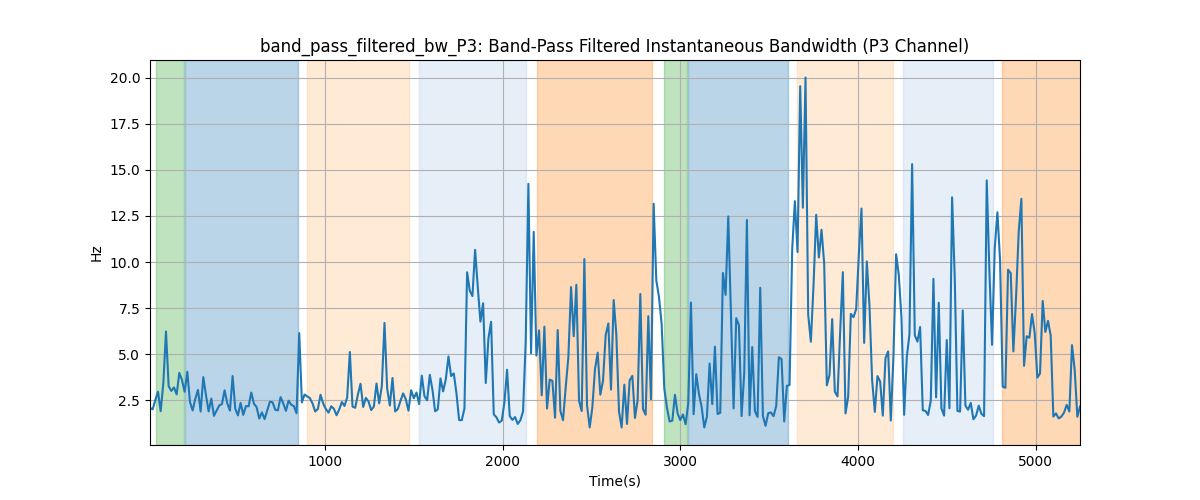 band_pass_filtered_bw_P3: Band-Pass Filtered Instantaneous Bandwidth (P3 Channel)
20.0
17.5
15.0
12.5
10.0
7.5
5.0
2.5
Hz
1000 2000 3000 4000 5000
Time(s)